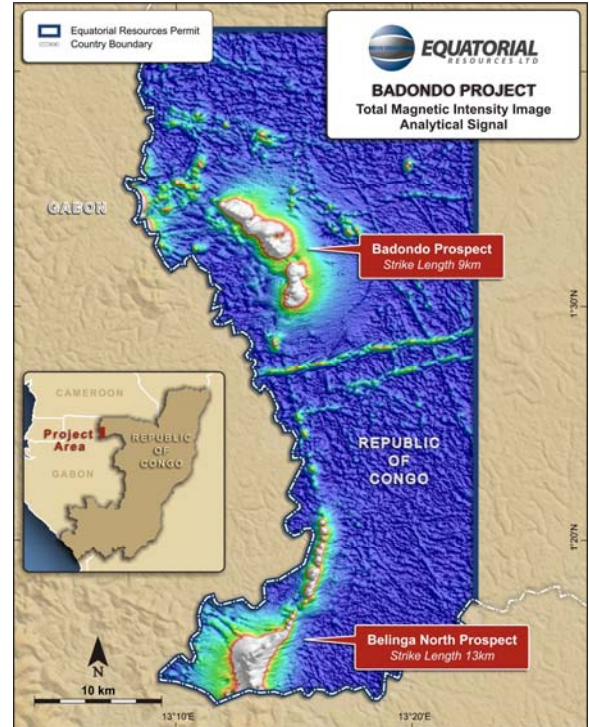 Equatorial Resources Permit
Country Boundary
EQUATORIAL
RESOURCES LTD
BADONDO PROJECT
Total Magnetic Intensity Image
Analytical Signal
GABON
Badondo Prospect
Strike Length 9km
1°30'N
CAMEROON
Project
Area
REPUBLIC
OF
CONGO
GABON
REPUBLIC
OF
CONGO
1°20'N
Belinga North Prospect
Strike Length 13km
N
10 km
13°10'E
13°20'E